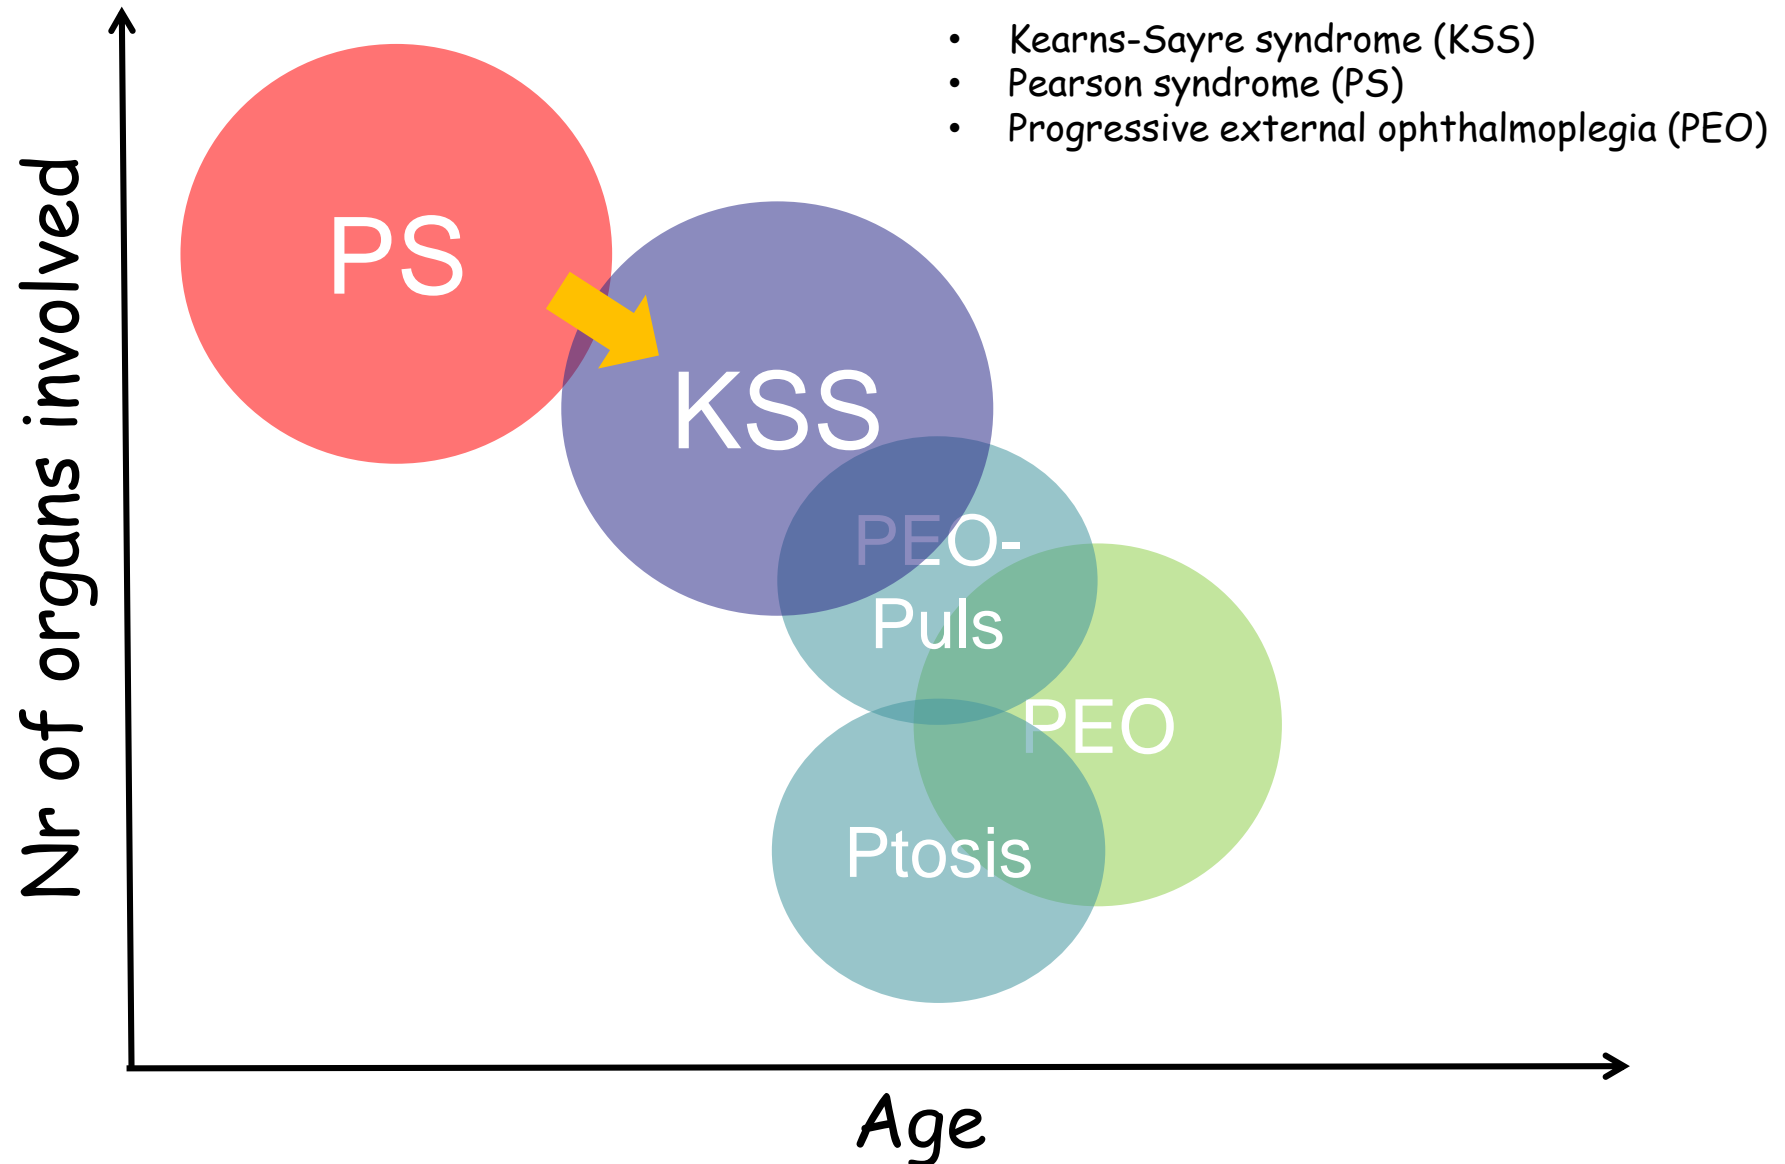 • Kearns-Sayre syndrome (KSS)
• Pearson syndrome (PS)
• Progressive external ophthalmoplegia (PEO)
Nr of organs involved
PS
KSS
PEO-
Puls
PEO
Ptosis
Age